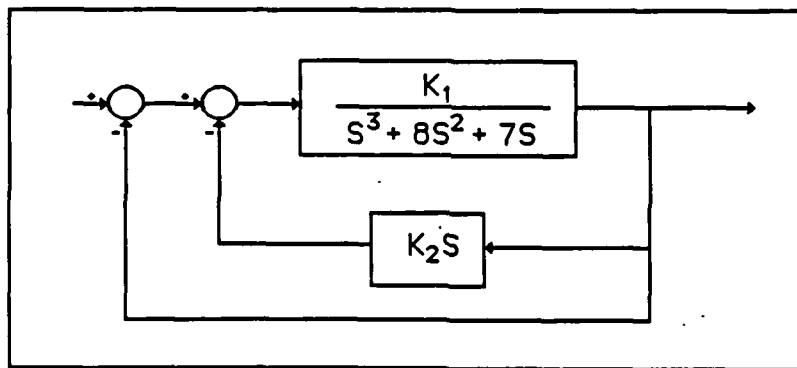 +
+
K₁
-
-
S³ + 8S² + 7S
K₂S